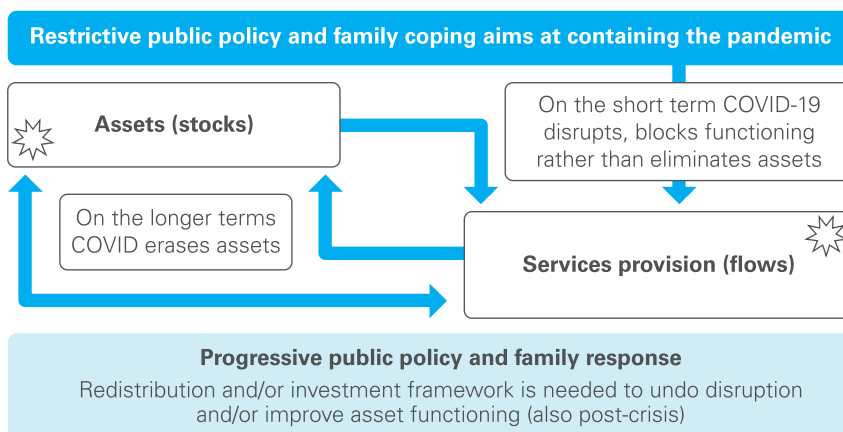 Restrictive public policy and family coping aims at containing the pandemic
Assets (stocks)
On the short term COVID-19
disrupts, blocks functioning
rather than eliminates assets
On the longer terms
COVID erases assets
Services provision (flows)
Progressive public policy and family response
Redistribution and/or investment framework is needed to undo disruption
and/or improve asset functioning (also post-crisis)